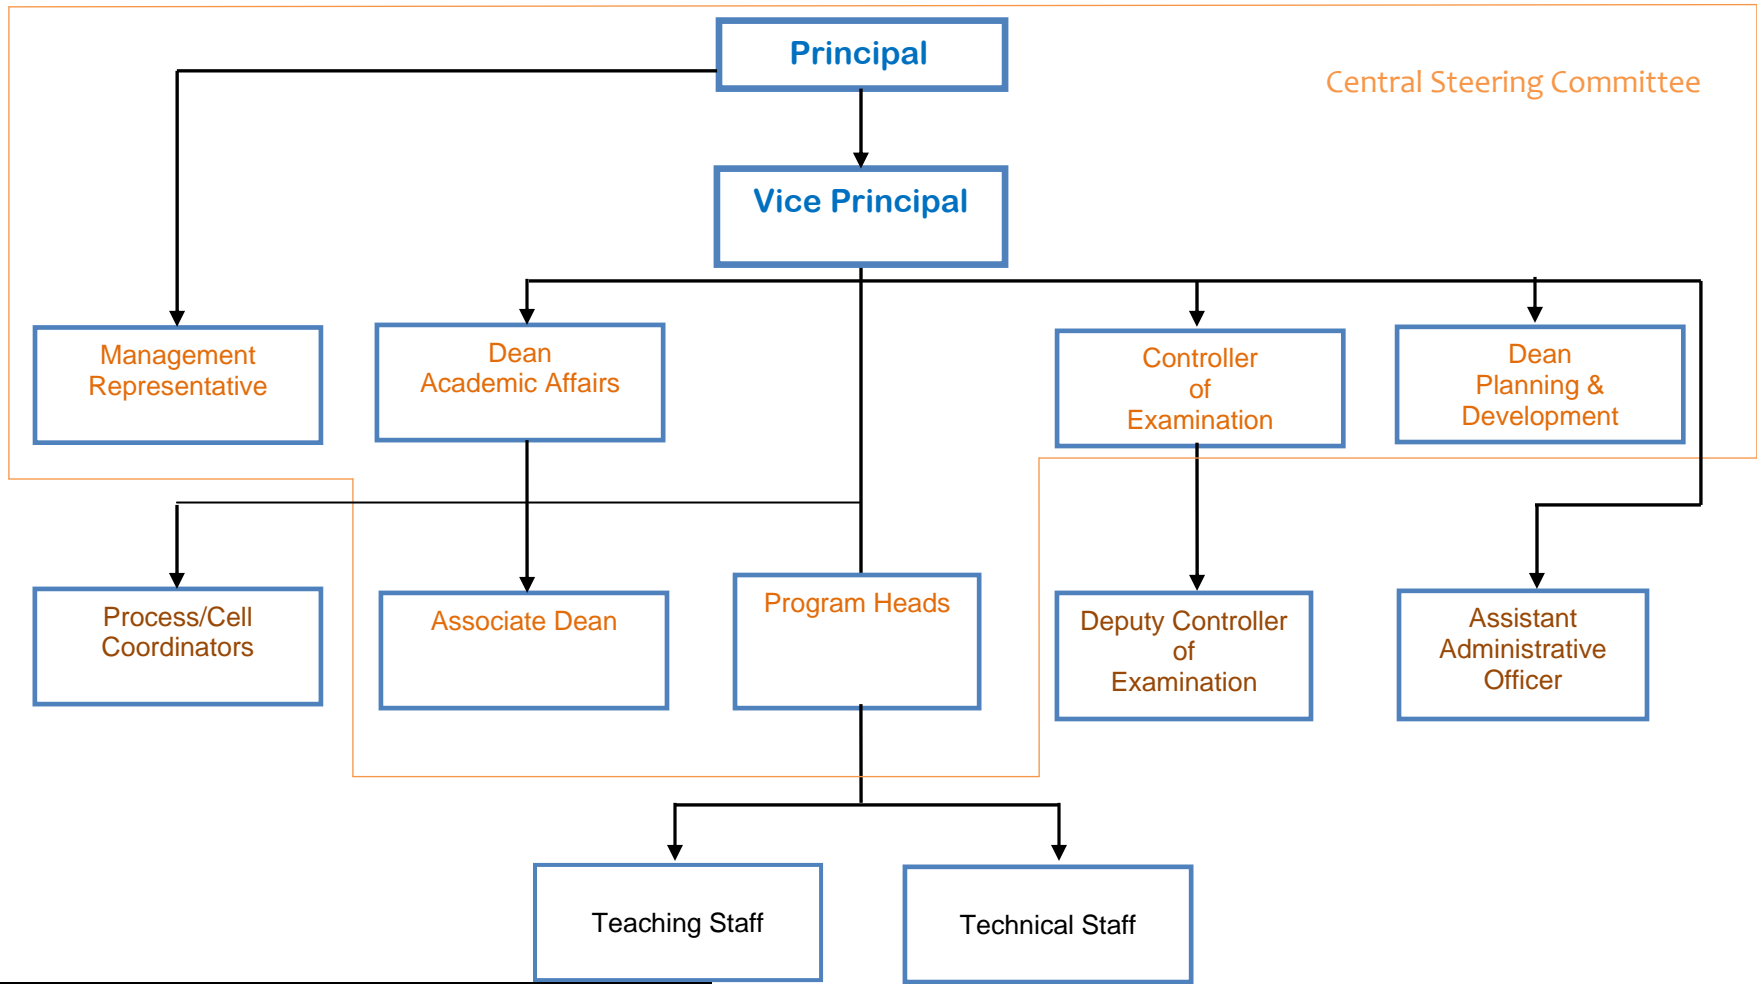 Principal
Central Steering Committee
Vice Principal
Management
Representative
Dean
Academic Affairs
Controller
of
Examination
Dean
Planning &
Development
Process/Cell
Coordinators
Associate Dean
Program Heads
Deputy Controller
of
Examination
Assistant
Administrative
Officer
Teaching Staff
Technical Staff